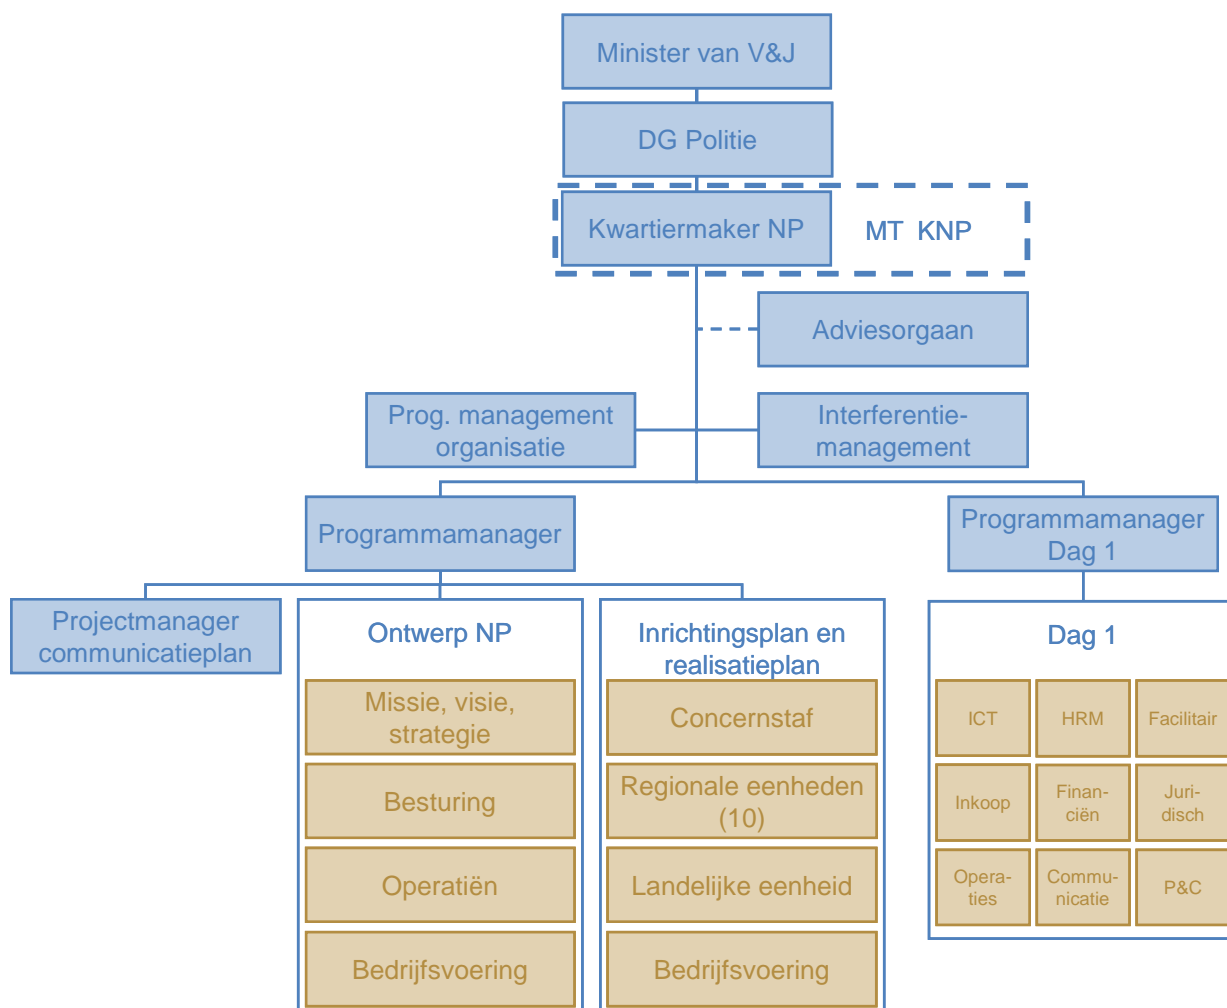 Minister van V&J
DG Politie
Kwartiermaker NP
MT KNP
Adviesorgaan
Prog. management
organisatie
Interferentie-
management
Programmamanager
Programmamanager
Dag 1
Projectmanager
communicatieplan
Ontwerp NP
Missie, visie,
strategie
Besturing
Operatiën
Bedrijfsvoering
Inrichtingsplan en
realisatieplan
Concernstaf
Regionale eenheden
(10)
Landelijke eenheid
Bedrijfsvoering
Dag 1
ICT
HRM
Facilitair
Inkoop
Finan-
ciën
Juri-
disch
Opera-
ties
Commu-
nicatie
P&C